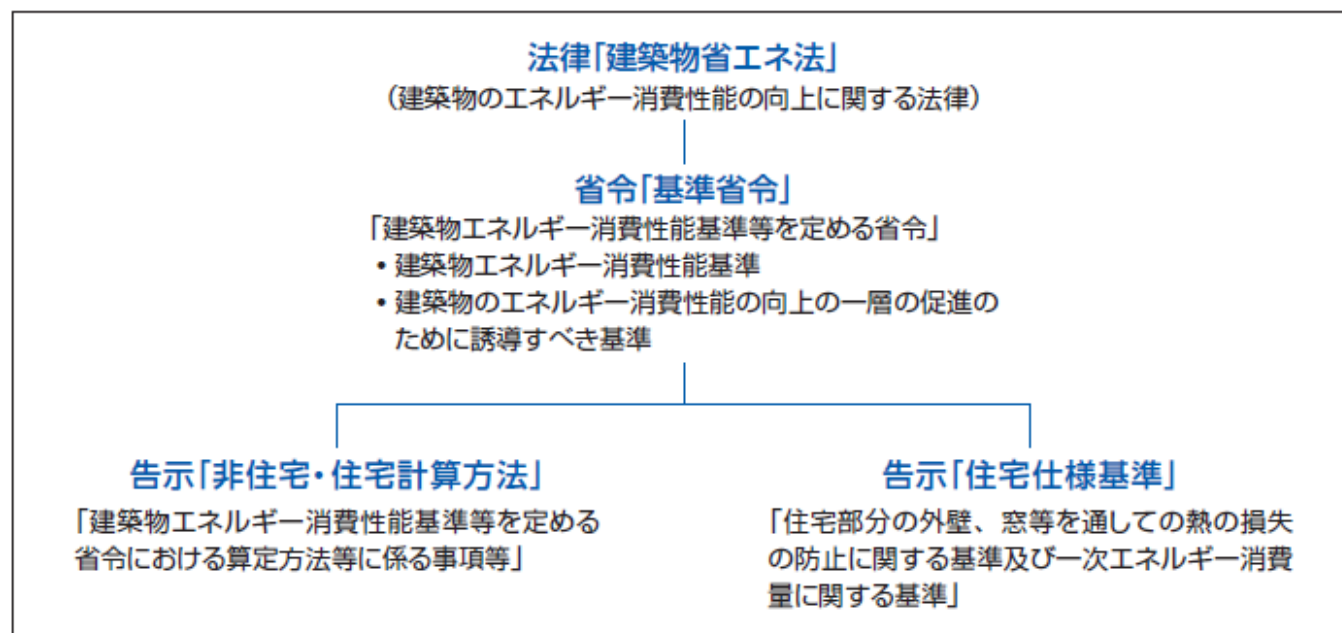 法律「建築物省エネ法」
（建築物のエネルギー消費性能の向上に関する法律）
省令「基準省令」
「建築物エネルギー消費性能基準等を定める省令」
・建築物エネルギー消費性能基準
・建築物のエネルギー消費性能の向上の一層の促進の
ために誘導すべき基準
告示「非住宅・住宅計算方法」
「建築物エネルギー消費性能基準等を定める
省令における算定方法等に係る事項等」
告示「住宅仕様基準」
「住宅部分の外壁、窓等を通しての熱の損失
の防止に関する基準及び一次エネルギー消費
量に関する基準」